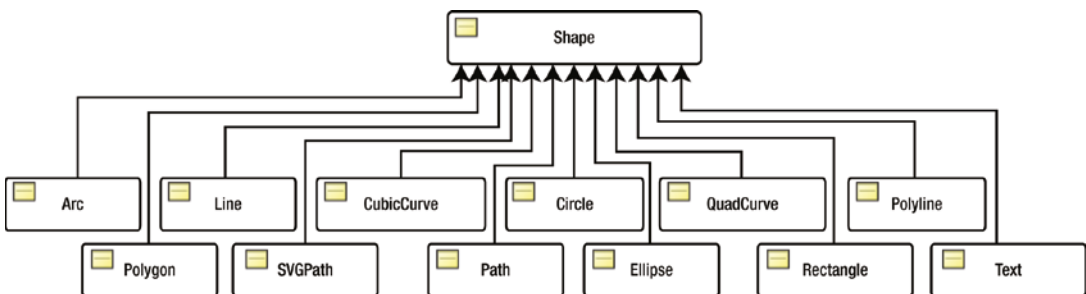 Shape
Arc
Line
CubicCurve
Circle
QuadCurve
Polyline
Polygon
SVGPath
Path
Ellipse
Rectangle
Text